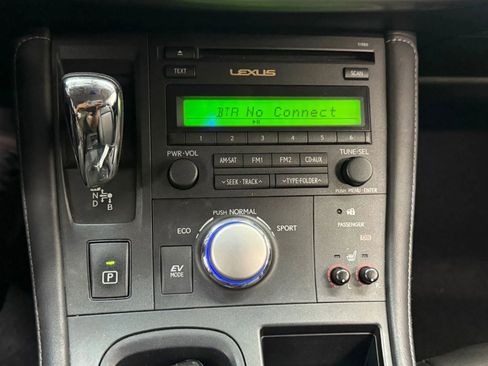 TEXT
LEXUS
SCAN
BTA No Connect
1 2 3 4 5 6
PWR·VOL
AM·SAT FM1 FM2 CD·AUX
TUNE·SEL
SEEK·TRACK
TYPE·FOLDER
PUSH MENU/ENTER
PUSH NORMAL
ECO
SPORT
PASSENGER
N
D B
P
EV
MODE